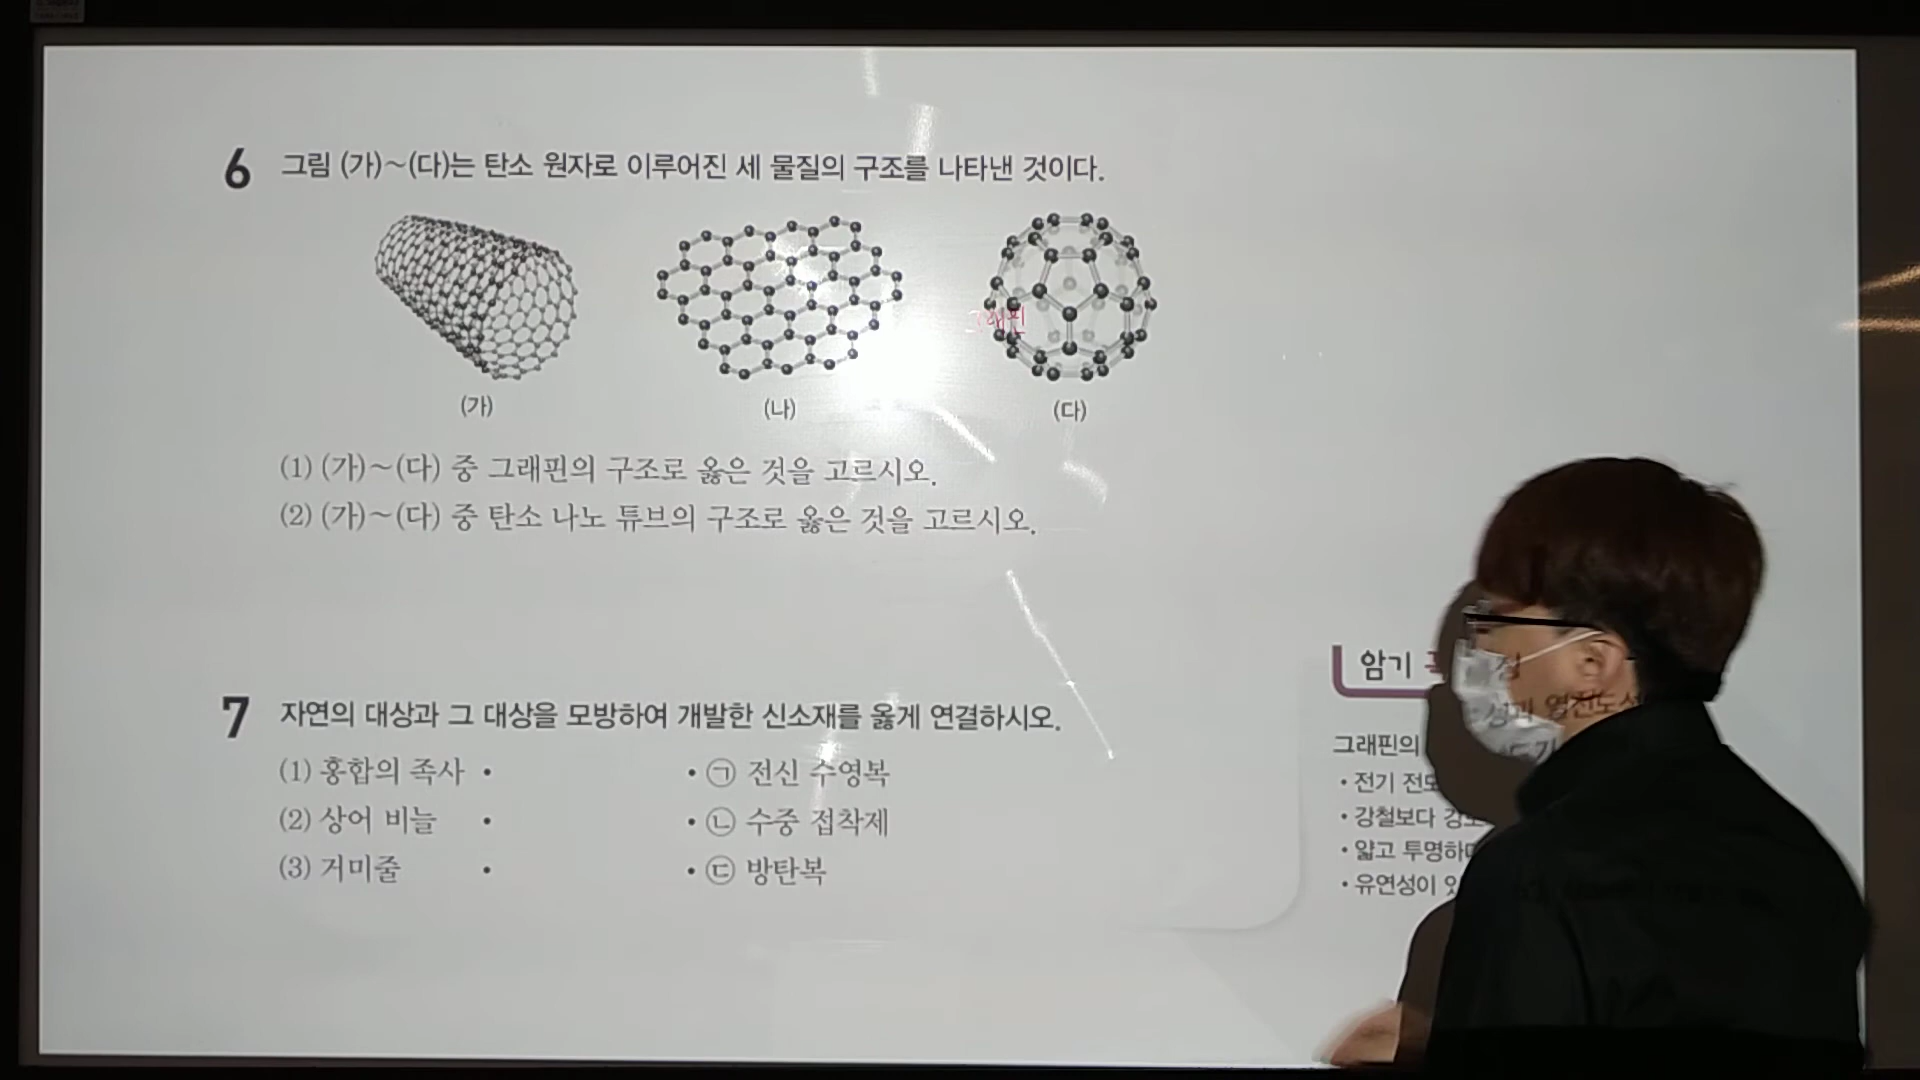 6 그림 (가)~(다)는 탄소 원자로 이루어진 세 물질의 구조를 나타낸 것이다.
(가)
(나)
(다)
(1) (가)~(다) 중 그래핀의 구조로 옳은 것을 고르시오.
(2) (가)~(다) 중 탄소 나노 튜브의 구조로 옳은 것을 고르시오.
7 자연의 대상과 그 대상을 모방하여 개발한 신소재를 옳게 연결하시오.
(1) 홍합의 족사 • • ㉠ 전신 수영복
(2) 상어 비늘 • • ㉡ 수중 접착제
(3) 거미줄 • • ㉢ 방탄복
암기
그래핀의
• 전기
• 강철보다
• 얇고
• 유연성이